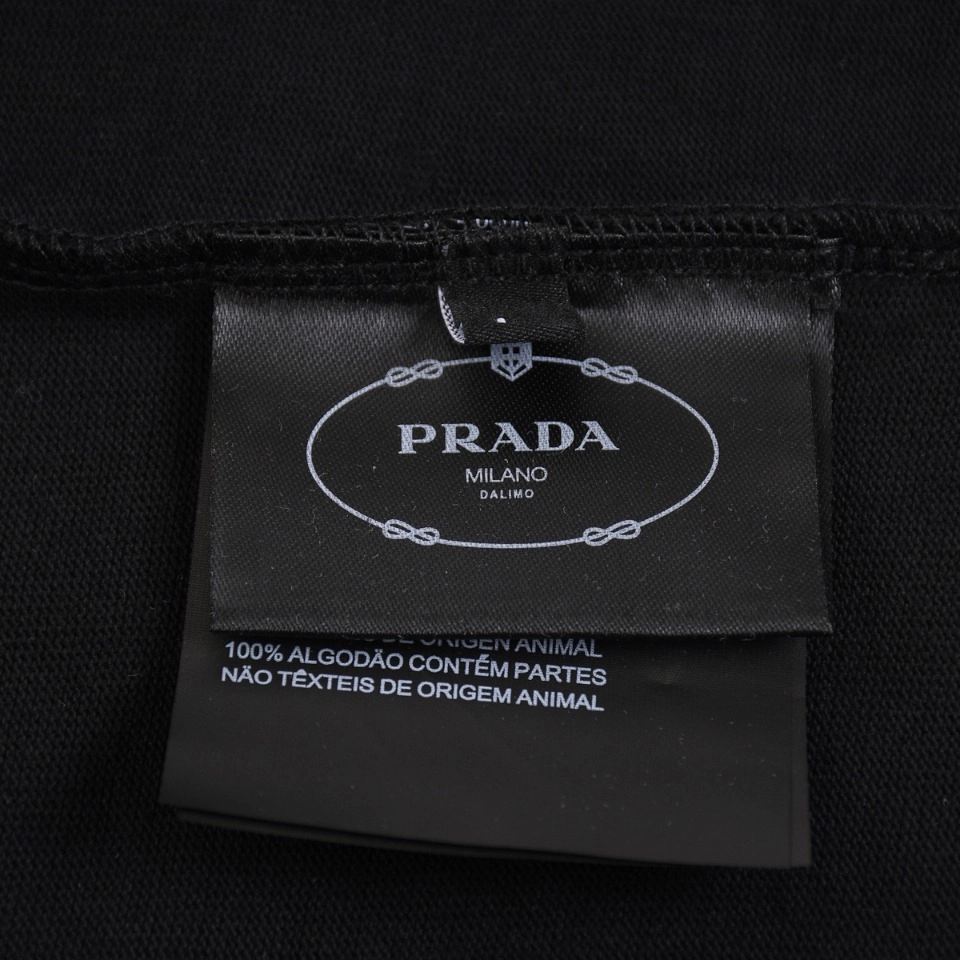 PRADA
MILANO
DALIMO
DE ORIGEN ANIMAL
100% ALGODÃO CONTÉM PARTES
NÃO TÊXTEIS DE ORIGEM ANIMAL